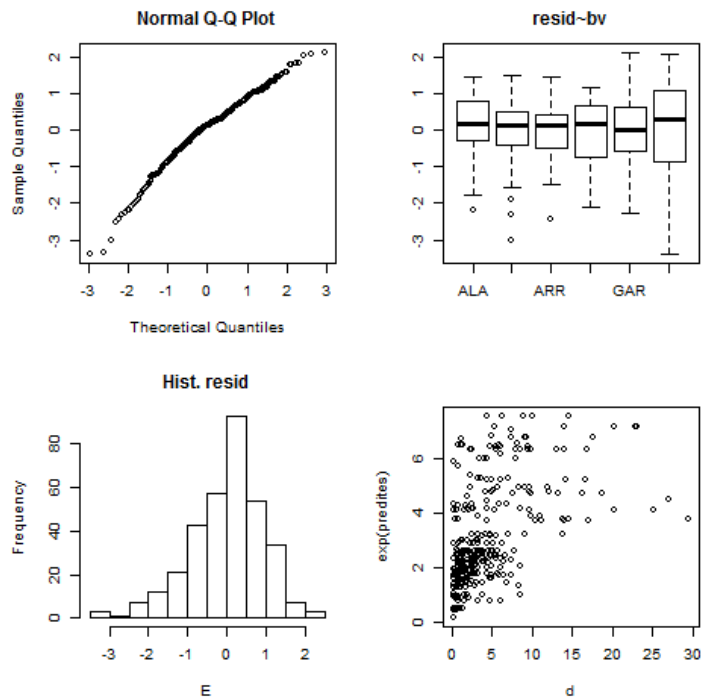 Normal Q-Q Plot
Sample Quantiles
2
1
0
-1
-2
-3
-3 -2 -1 0 1 2 3
Theoretical Quantiles
resid~bv
2
1
0
-1
-2
-3
ALA ARR GAR
Hist. resid
Frequency
80
60
40
20
0
-3 -2 -1 0 1 2
E
exp(predites)
6
4
2
0
0 5 10 15 20 25 30
d